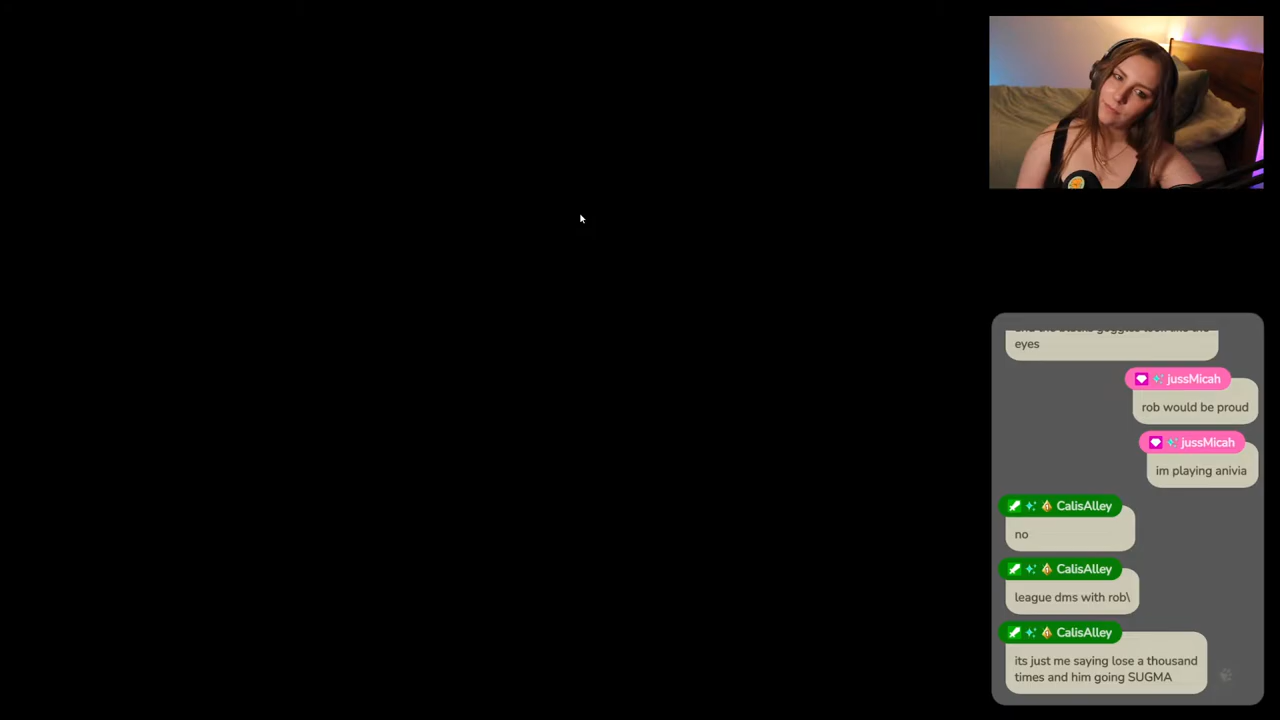 eyes
jussMicah
rob would be proud
jussMicah
im playing anivia
CalisAlley
no
CalisAlley
league dms with rob\
CalisAlley
its just me saying lose a thousand
times and him going SUGMA